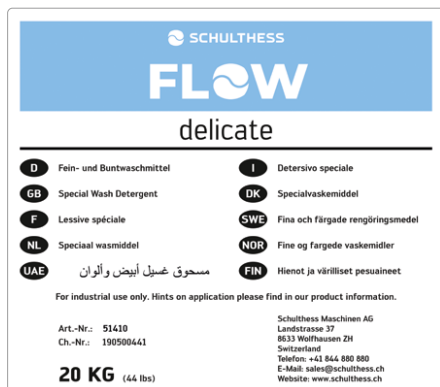 SCHULTHESS
FLOW
delicate
D Fein- und Buntwaschmittel
GB Special Wash Detergent
F Lessive spéciale
NL Speciaal wasmiddel
UAE مسحوق غسيل أبيض وألوان
I Detersivo speciale
DK Specialvaskemiddel
SWE Fina och färgade rengöringsmedel
NOR Fine og fargede vaskemidler
FIN Hienot ja värilliset pesuaineet
For industrial use only. Hints on application please find in our product information.
Art.-Nr.: 51410
Ch.-Nr.: 190500441
20 KG (44 lbs)
Schulthess Maschinen AG
Landstrasse 37
8633 Wolfhausen ZH
Switzerland
Telefon: +41 844 880 880
E-Mail: sales@schulthess.ch
Website: www.schulthess.ch